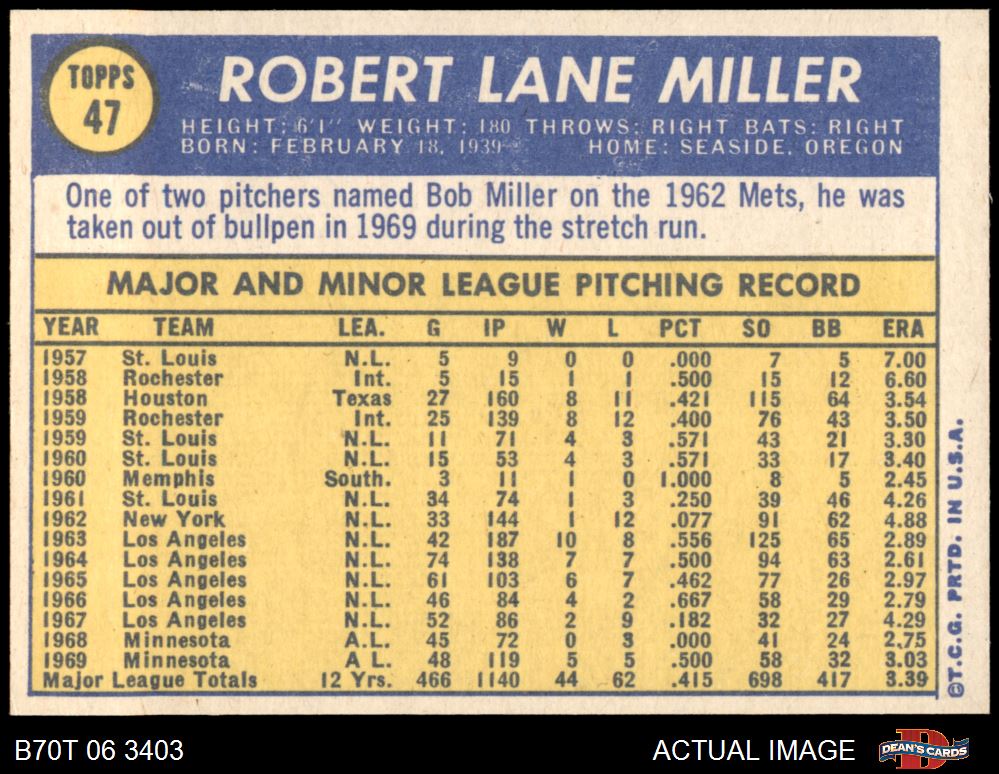 TOPPS
47
ROBERT LANE MILLER
HEIGHT: 6'1" WEIGHT: 180 THROWS: RIGHT BATS: RIGHT
BORN: FEBRUARY 18, 1939 HOME: SEASIDE, OREGON
One of two pitchers named Bob Miller on the 1962 Mets, he was
taken out of bullpen in 1969 during the stretch run.
MAJOR AND MINOR LEAGUE PITCHING RECORD
YEAR TEAM LEA. G IP W L PCT SO BB ERA
1957 St. Louis N.L. 5 9 0 0 .000 7 5 7.00
1958 Rochester Int. 5 15 1 1 .500 15 12 6.60
1958 Houston Texas 27 160 8 11 .421 115 64 3.54
1959 Rochester Int. 25 139 8 12 .400 76 43 3.50
1959 St. Louis N.L. 11 71 4 3 .571 43 21 3.30
1960 St. Louis N.L. 15 53 4 3 .571 33 17 3.40
1960 Memphis South. 3 11 1 0 1.000 8 5 2.45
1961 St. Louis N.L. 34 74 1 3 .250 39 46 4.26
1962 New York N.L. 33 144 1 12 .077 91 62 4.88
1963 Los Angeles N.L. 42 187 10 8 .556 125 65 2.89
1964 Los Angeles N.L. 74 138 7 7 .500 94 63 2.61
1965 Los Angeles N.L. 61 103 6 7 .462 77 26 2.97
1966 Los Angeles N.L. 46 84 4 2 .667 58 29 2.79
1967 Los Angeles N.L. 52 86 2 9 .182 32 27 4.29
1968 Minnesota A.L. 45 72 0 3 .000 41 24 2.75
1969 Minnesota A L. 48 119 5 5 .500 58 32 3.03
Major League Totals 12 Yrs. 466 1140 44 62 .415 698 417 3.39
©T.C.G. PRTD. IN U.S.A.
B70T 06 3403
ACTUAL IMAGE
DEAN'S CARDS